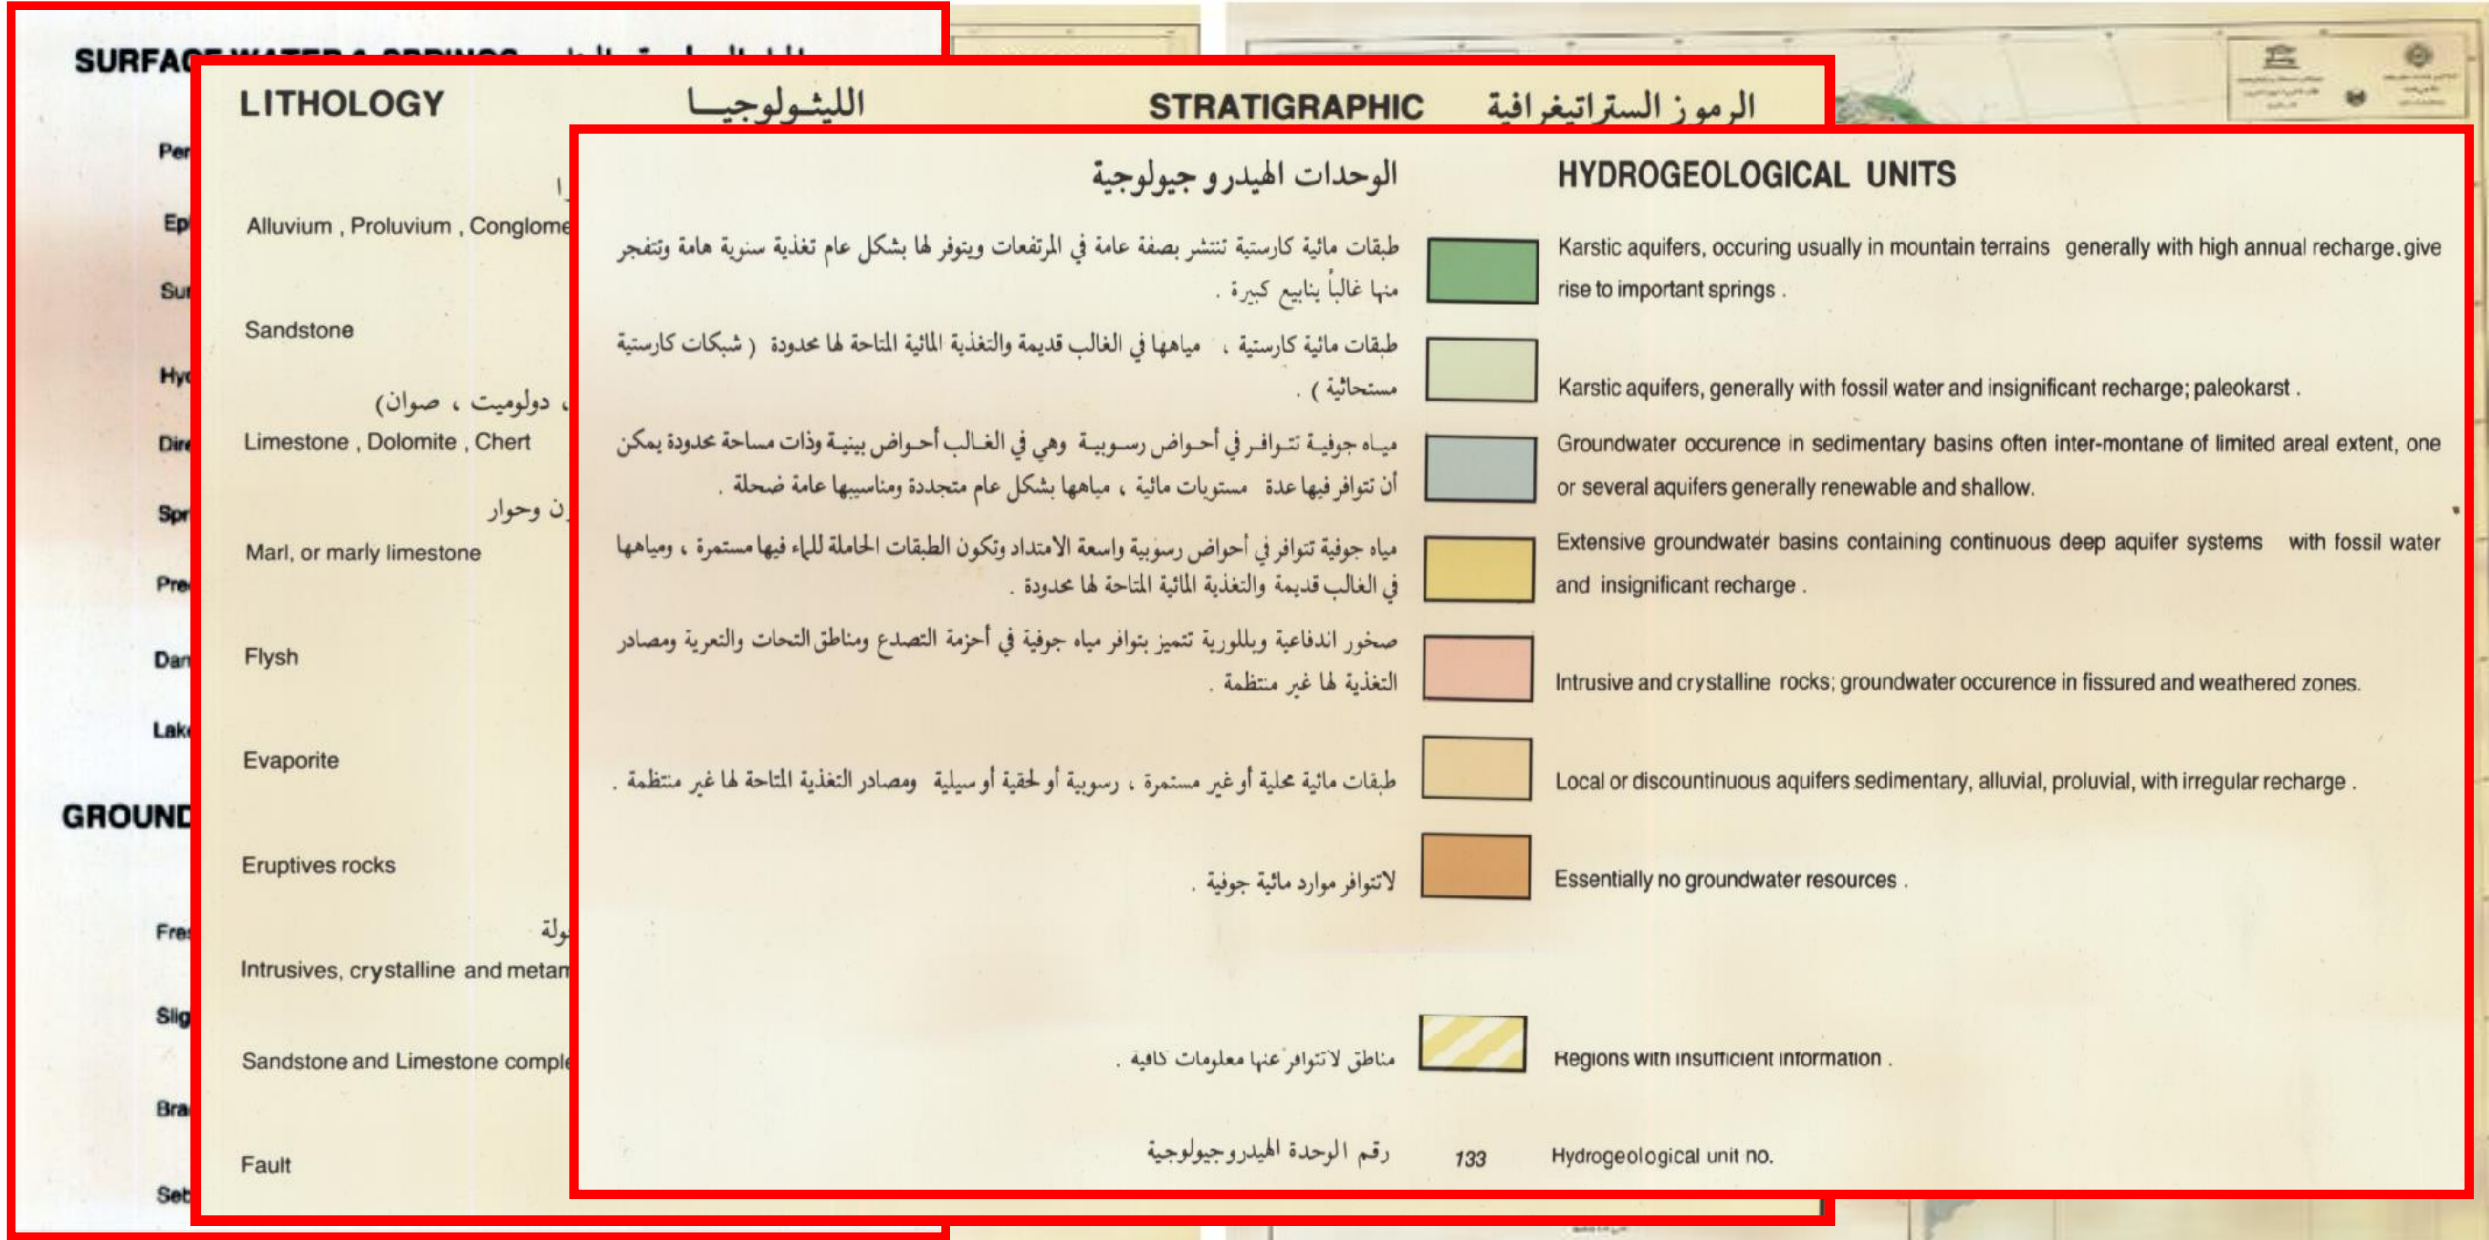 SURFACE WATER & SPRINGS
LITHOLOGY الليثولوجيا
STRATIGRAPHIC الرموز الستراتيغرافية
Alluvium , Proluvium ,
Sandstone
، دولوميت ، صوان)
Limestone , Dolomite , Chert
وحوار
Marl, or marly limestone
Flysh
Evaporite
Eruptives rocks
Intrusives, crystalline and
Sandstone and Limestone
Fault
الوحدات الهيدروجيولوجية HYDROGEOLOGICAL UNITS
طبقات مائية كارستية تنتشر بصفة عامة في المرتفعات ويتوفر لها بشكل عام تغذية سنوية هامة وتتفجر
منها غالباً ينابيع كبيرة .
Karstic aquifers, occuring usually in mountain terrains generally with high annual recharge.give
rise to important springs .
طبقات مائية كارستية ، مياهها في الغالب قديمة والتغذية المائية المتاحة لها محدودة ( شبكات كارستية
مستحاثية ) .
Karstic aquifers, generally with fossil water and insignificant recharge; paleokarst .
مياه جوفية تتوافر في أحواض رسوبية وهي في الغالب أحواض بينية وذات مساحة محدودة يمكن
أن تتوافر فيها عدة مستويات مائية ، مياهها بشكل عام متجددة ومناسيبها عامة ضحلة .
Groundwater occurence in sedimentary basins often inter-montane of limited areal extent, one
or several aquifers generally renewable and shallow.
مياه جوفية تتوافر في أحواض رسوبية واسعة الامتداد وتكون الطبقات الحاملة للماء فيها مستمرة ، ومياهها
في الغالب قديمة والتغذية المائية المتاحة لها محدودة .
Extensive groundwater basins containing continuous deep aquifer systems with fossil water
and insignificant recharge .
صخور اندفاعية وبللورية تتميز بتوافر مياه جوفية في أحزمة التصدع ومناطق التحات والتعرية ومصادر
التغذية لها غير منتظمة .
Intrusive and crystalline rocks; groundwater occurence in fissured and weathered zones.
طبقات مائية محلية أو غير مستمرة ، رسوبية أو لحقية أو سيلية ومصادر التغذية المتاحة لها غير منتظمة .
Local or discountinuous aquifers sedimentary, alluvial, proluvial, with irregular recharge .
لاتتوافر موارد مائية جوفية .
Essentially no groundwater resources .
مناطق لاتتوافر عنها معلومات كافية .
Regions with insufficient information .
رقم الوحدة الهيدروجيولوجية 133 Hydrogeological unit no.